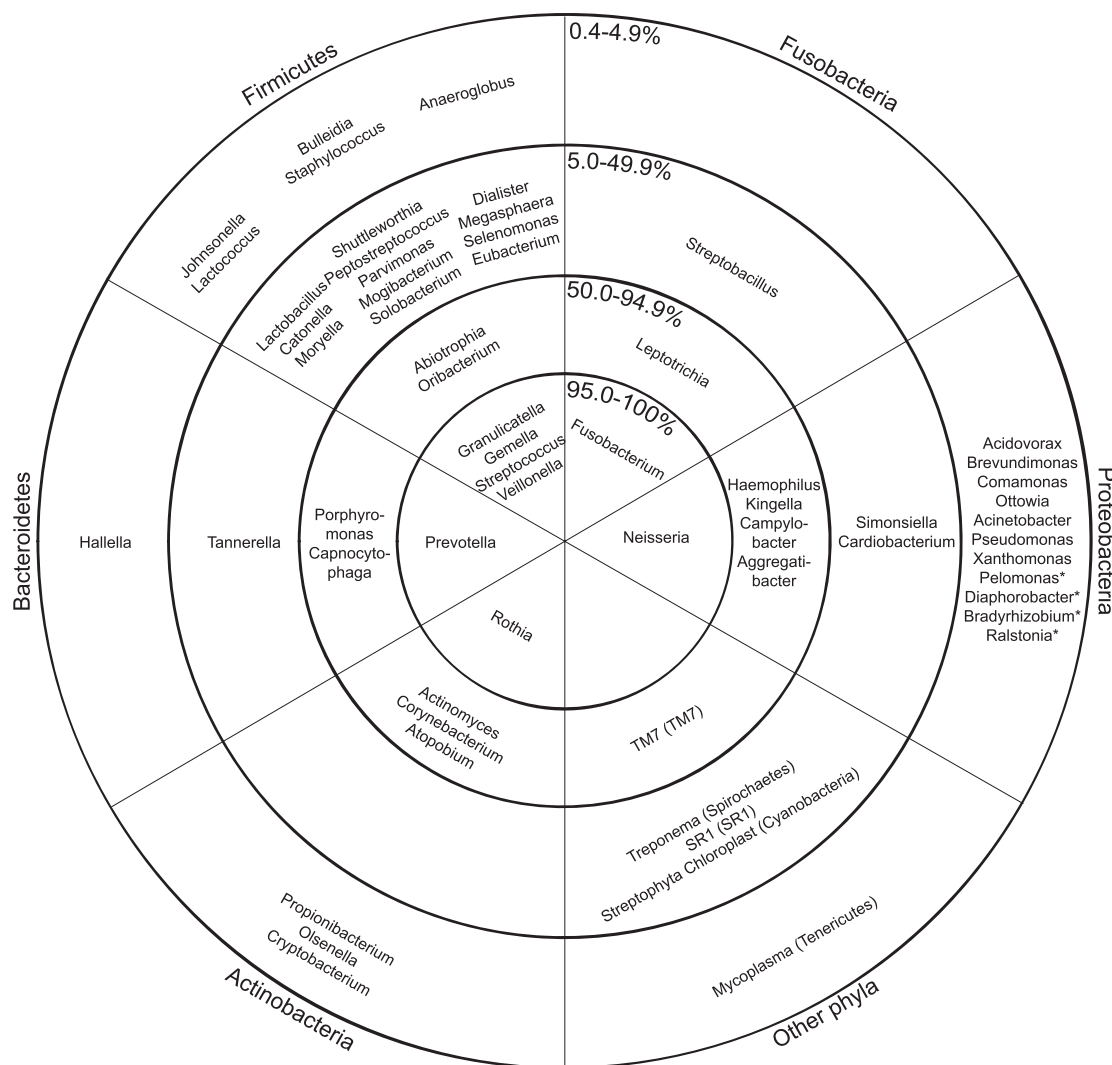 Firmicutes
Fusobacteria
0.4-4.9%
Anaeroglobus
Bulleidia
Staphylococcus
Johnsonella
Lactococcus
5.0-49.9%
Dialister
Megasphaera
Selenomonas
Eubacterium
Shuttleworthia
Peptostreptococcus
Parvimonas
Mogibacterium
Solobacterium
Lactobacillus
Catonella
Moryella
Streptobacillus
50.0-94.9%
Abiotrophia
Oribacterium
Leptotrichia
95.0-100%
Granulicatella
Gemella
Streptococcus
Veillonella
Fusobacterium
Bacteroidetes
Hallella
Tannerella
Porphyro-
monas
Capnocyto-
phaga
Prevotella
Neisseria
Haemophilus
Kingella
Campylo-
bacter
Aggregati-
bacter
Simonsiella
Cardiobacterium
Acidovorax
Brevundimonas
Comamonas
Ottowia
Acinetobacter
Pseudomonas
Xanthomonas
Pelomonas*
Diaphorobacter*
Bradyrhizobium*
Ralstonia*
Proteobacteria
Rothia
Actinomyces
Corynebacterium
Atopobium
TM7 (TM7)
Treponema (Spirochaetes)
SR1 (SR1)
Streptophyta Chloroplast (Cyanobacteria)
Propionibacterium
Olsenella
Cryptobacterium
Mycoplasma (Tenericutes)
Actinobacteria
Other phyla